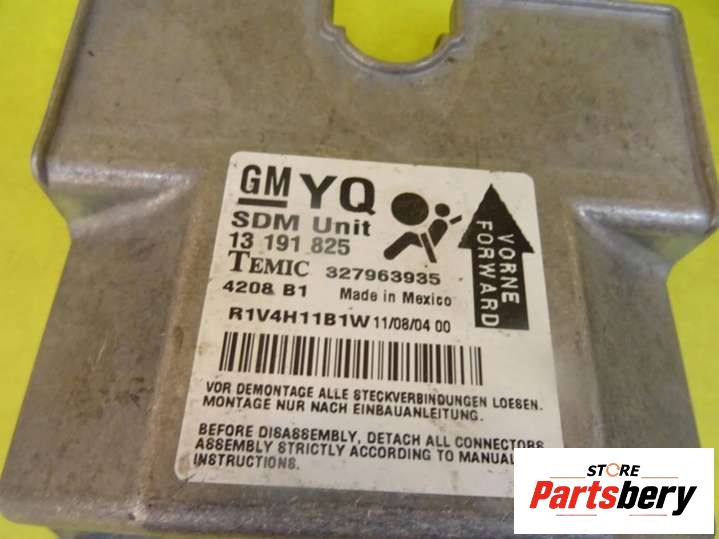 GM YQ
SDM Unit
13 191 825
TEMIC 327963935
4208 B1 Made in Mexico
R1V4H11B1W 11/08/04 00
VORNE
FORWARD
VOR DEMONTAGE ALLE STECKVERBINDUNGEN LOESEN.
MONTAGE NUR NACH EINBAUANLEITUNG.
BEFORE DISASSEMBLY, DETACH ALL CONNECTORS
ASSEMBLY STRICTLY ACCORDING TO MANUAL
INSTRUCTIONS.
STORE
Partsbery